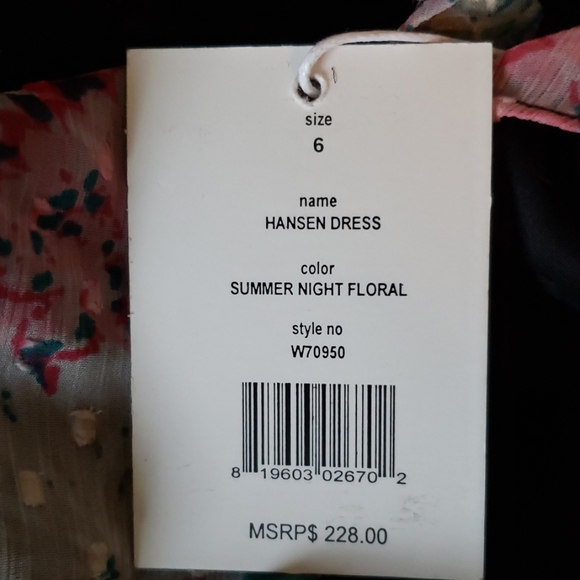 size
6
name
HANSEN DRESS
color
SUMMER NIGHT FLORAL
style no
W70950
8 19603 02670 2
MSRP$ 228.00